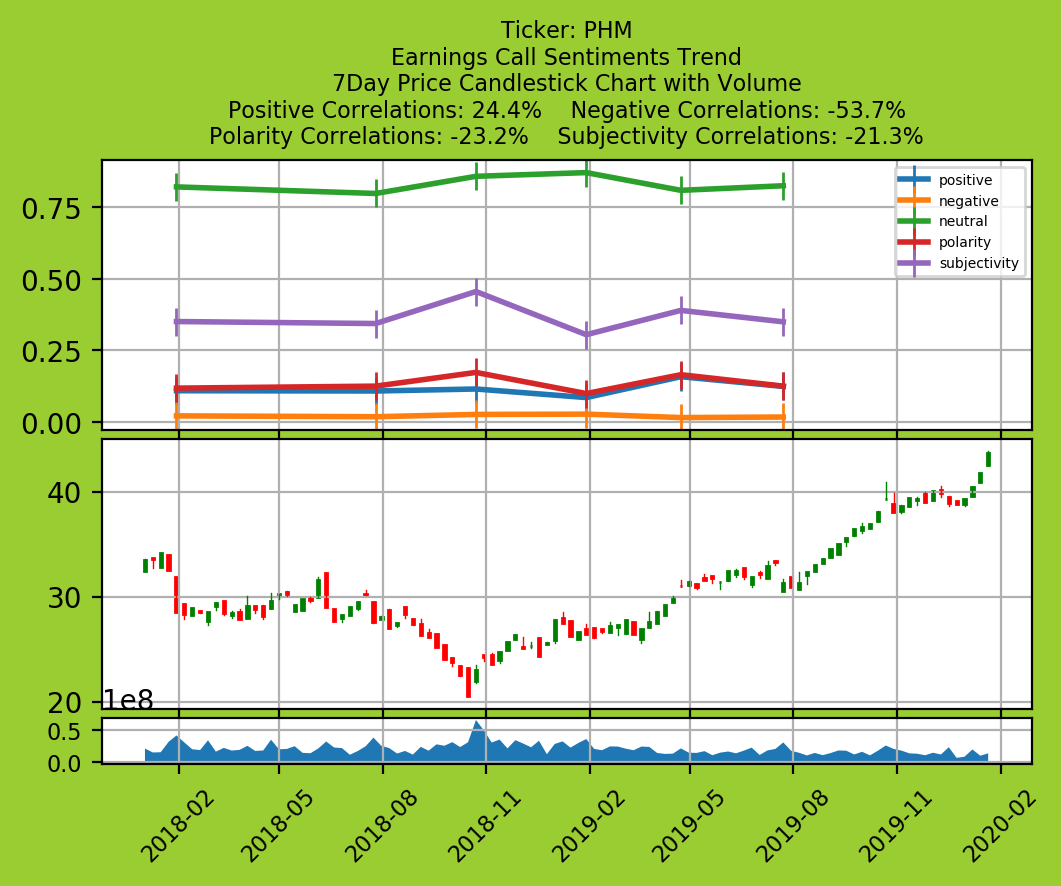 Ticker: PHM
Earnings Call Sentiments Trend
7Day Price Candlestick Chart with Volume
Positive Correlations: 24.4%    Negative Correlations: -53.7%
Polarity Correlations: -23.2%    Subjectivity Correlations: -21.3%
positive
negative
neutral
polarity
subjectivity
0.75
0.50
0.25
0.00
40
30
20
1e8
0.5
0.0
2018-02
2018-05
2018-08
2018-11
2019-02
2019-05
2019-08
2019-11
2020-02